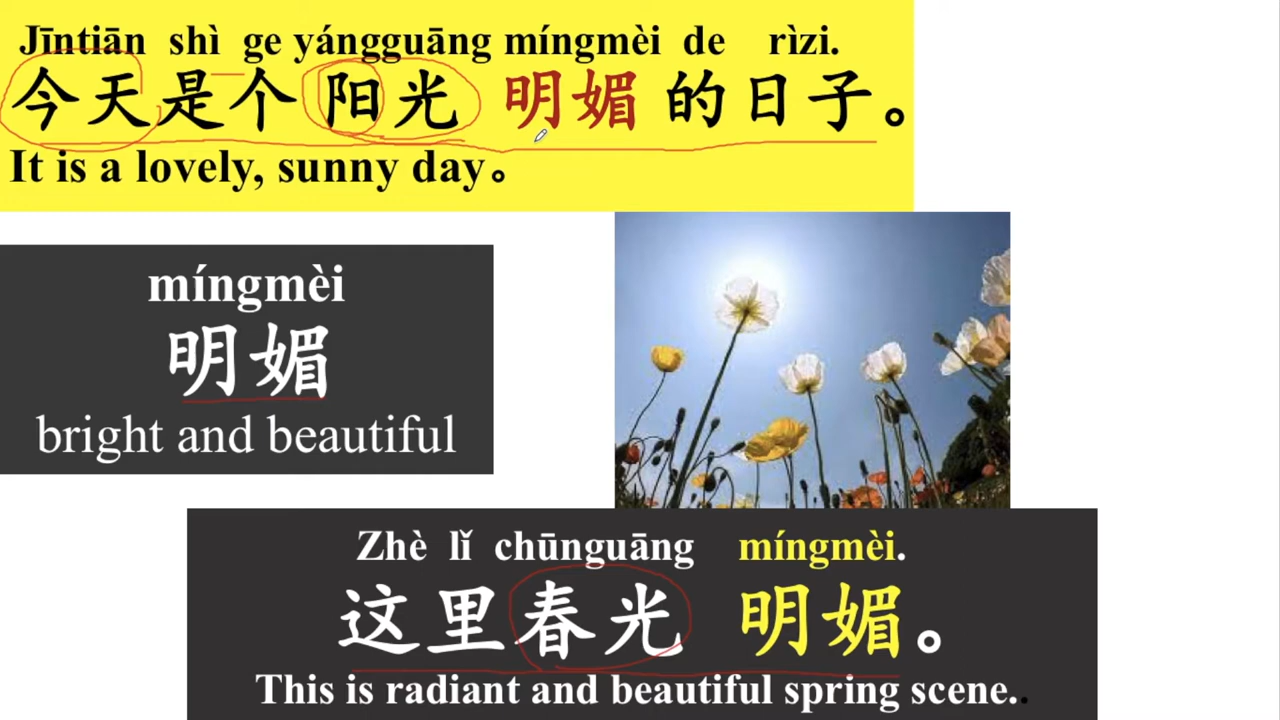 Jīntiān shì ge yángguāng míngmèi de rìzi.
今天是个 阳光 明媚 的日子。
It is a lovely, sunny day。
míngmèi
明媚
bright and beautiful
Zhè lǐ chūnguāng míngmèi.
这里春光 明媚。
This is radiant and beautiful spring scene..